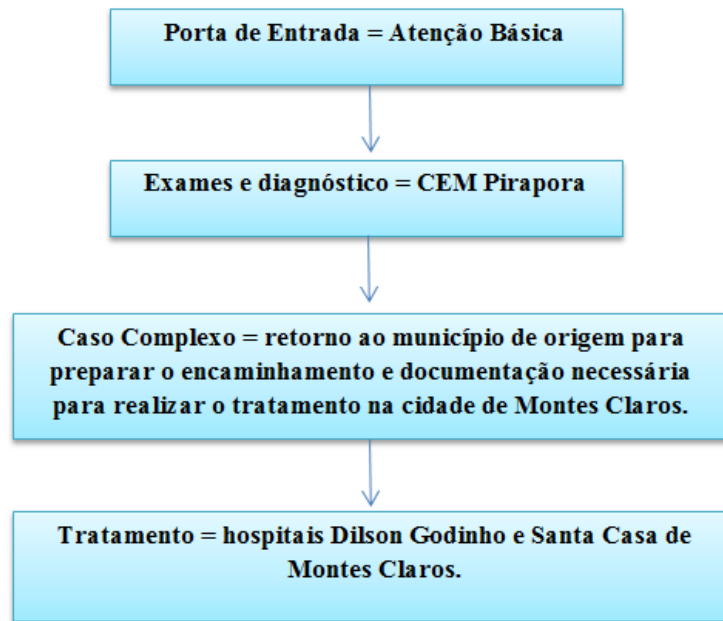 Porta de Entrada = Atenção Básica
Exames e diagnóstico = CEM Pirapora
Caso Complexo = retorno ao município de origem para
preparar o encaminhamento e documentação necessária
para realizar o tratamento na cidade de Montes Claros.
Tratamento = hospitais Dilson Godinho e Santa Casa de
Montes Claros.